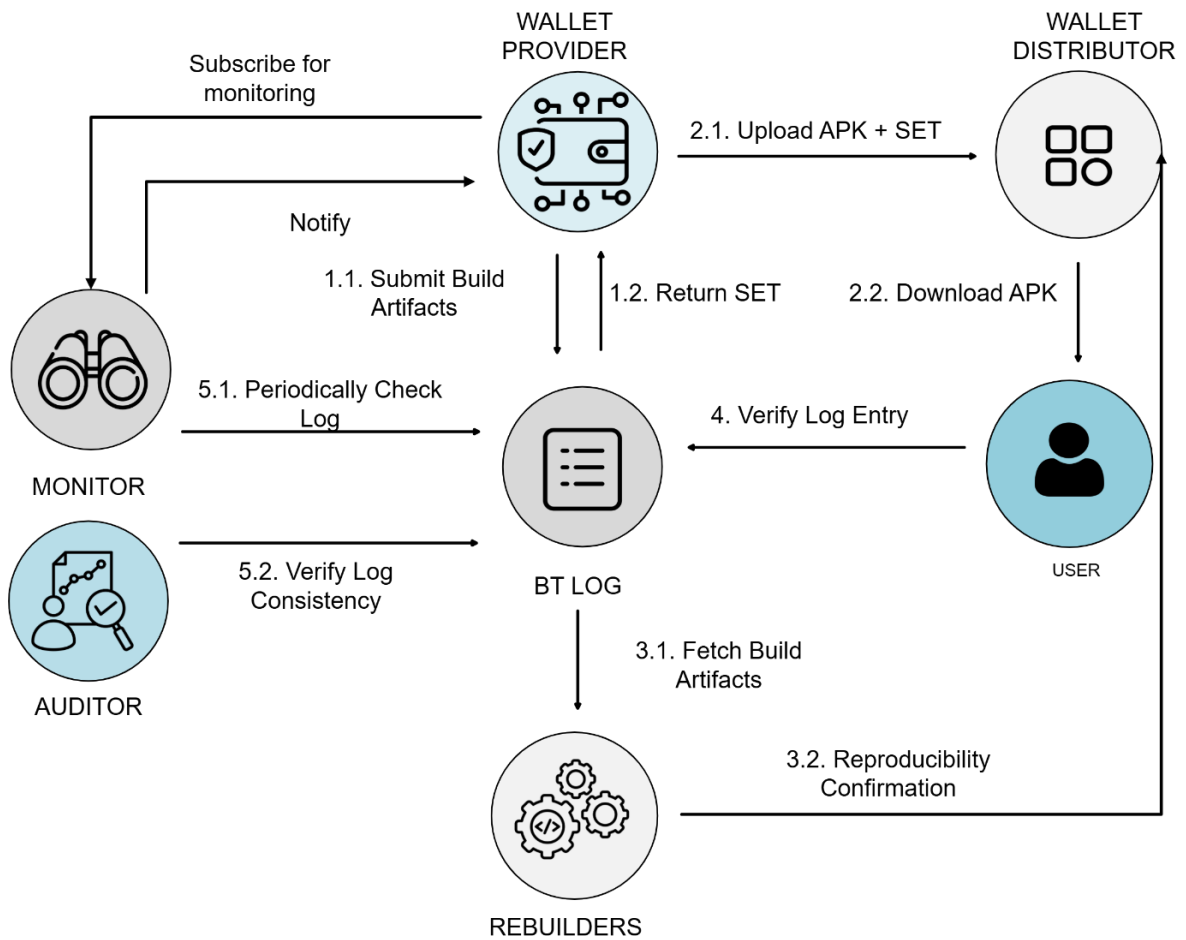 WALLET
PROVIDER
WALLET
DISTRIBUTOR
Subscribe for
monitoring
2.1. Upload APK + SET
Notify
1.1. Submit Build
Artifacts
1.2. Return SET
2.2. Download APK
5.1. Periodically Check
Log
4. Verify Log Entry
MONITOR
5.2. Verify Log
Consistency
BT LOG
USER
3.1. Fetch Build
Artifacts
AUDITOR
3.2. Reproducibility
Confirmation
</>
REBUILDERS